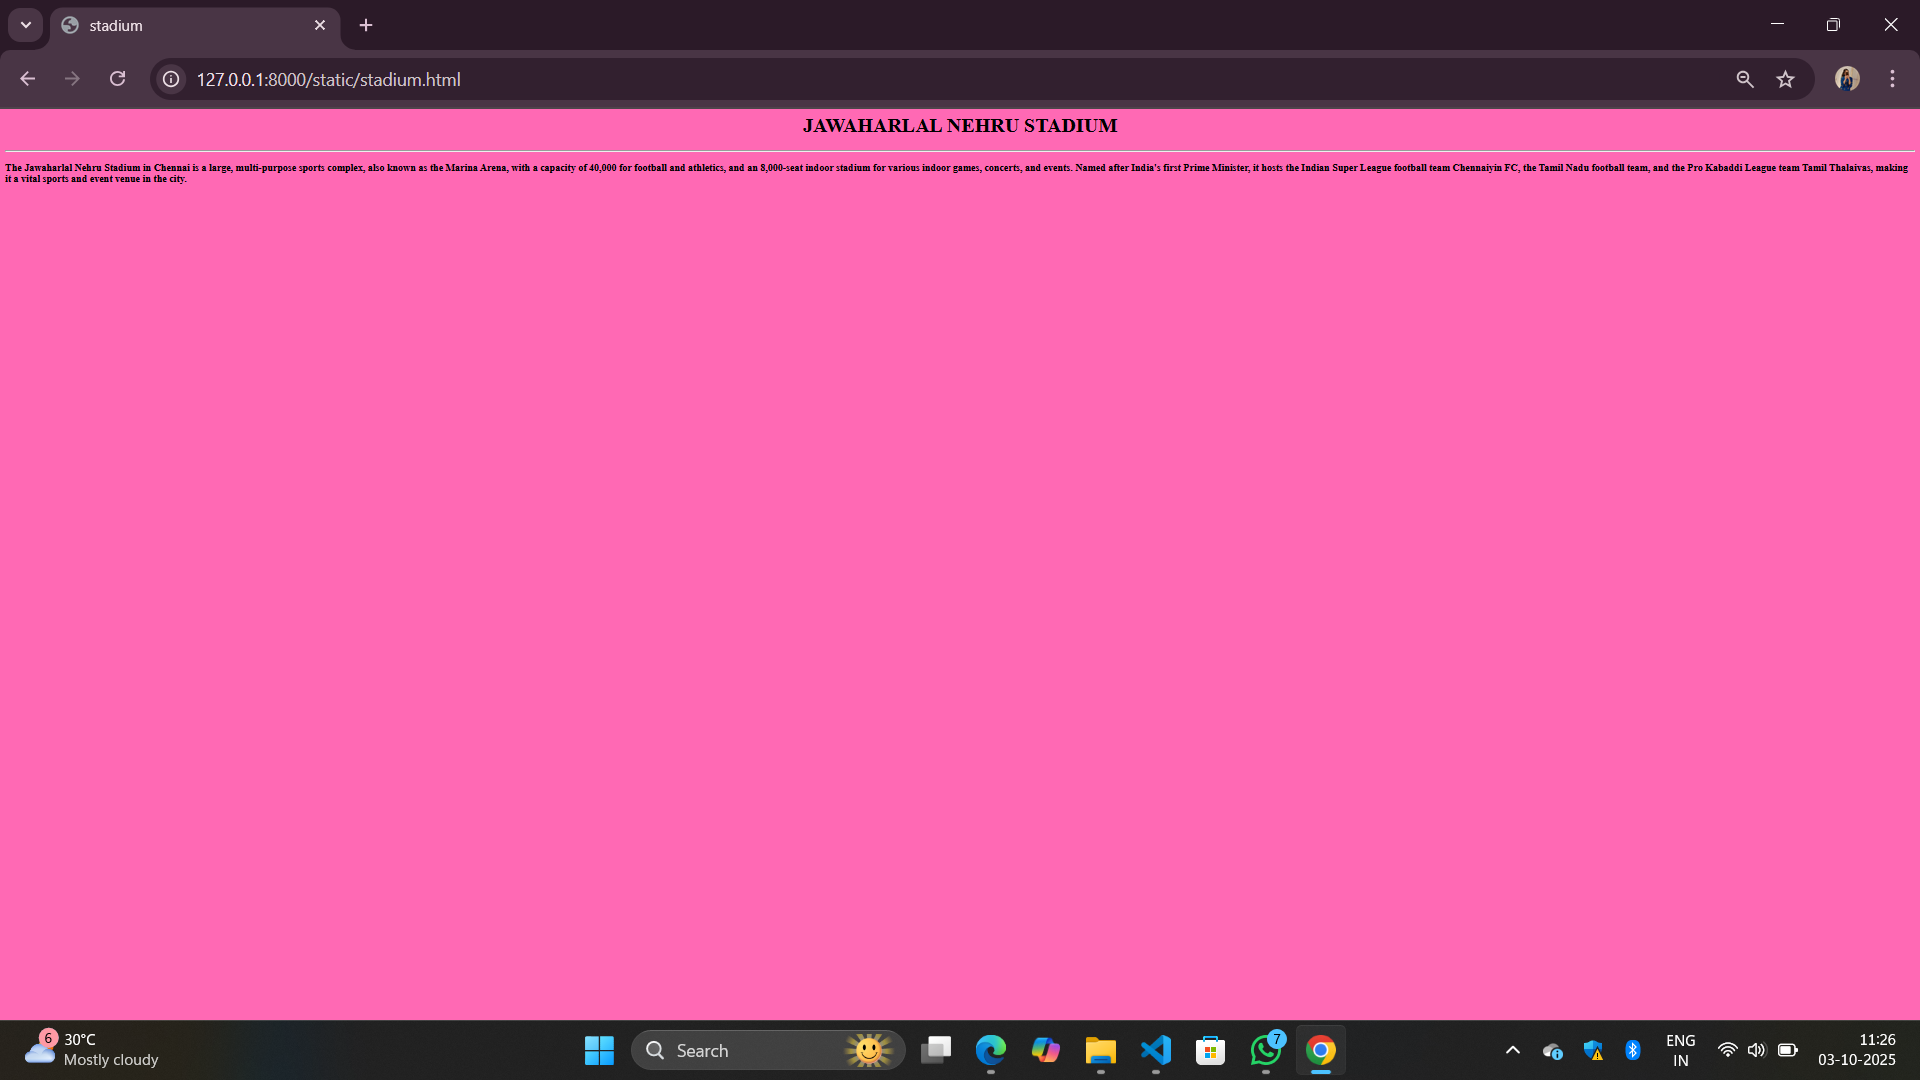 stadium
127.0.0.1:8000/static/stadium.html
JAWAHARLAL NEHRU STADIUM
The Jawaharlal Nehru Stadium in Chennai is a large, multi-purpose sports complex, also known as the Marina Arena, with a capacity of 40,000 for football and athletics, and an 8,000-seat indoor stadium for various indoor games, concerts, and events. Named after India's first Prime Minister, it hosts the Indian Super League football team Chennaiyin FC, the Tamil Nadu football team, and the Pro Kabaddi League team Tamil Thalaivas, making
it a vital sports and event venue in the city.
6
30°C
Mostly cloudy
Search
7
ENG
IN
11:26
03-10-2025